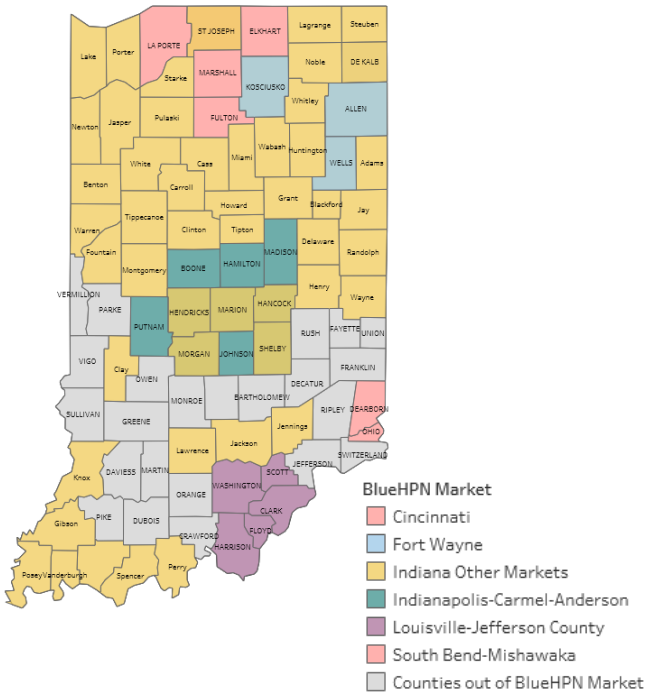 Lake
Porter
LA PORTE
ST JOSEPH
ELKHART
Lagrange
Steuben
Starke
MARSHALL
KOSCIUSKO
Noble
DE KALB
Newton
Jasper
Pulaski
FULTON
Whitley
ALLEN
White
Cass
Miami
Wabash
Huntington
WELLS
Adams
Benton
Carroll
Howard
Grant
Blackford
Jay
Warren
Tippecanoe
Clinton
Tipton
MADISON
Delaware
Randolph
Fountain
Montgomery
BOONE
HAMILTON
Henry
Wayne
VERMILLION
PARKE
PUTNAM
HENDRICKS
MARION
HANCOCK
RUSH
FAYETTE
UNION
VIGO
Clay
OWEN
MORGAN
JOHNSON
SHELBY
FRANKLIN
DECATUR
SULLIVAN
GREENE
MONROE
BARTHOLOMEW
RIPLEY
DEARBORN
OHIO
Jennings
Knox
DAVIESS
MARTIN
Lawrence
Jackson
JEFFERSON
SWITZERLAND
ORANGE
WASHINGTON
SCOTT
CLARK
Gibson
PIKE
DUBOIS
CRAWFORD
FLOYD
HARRISON
Posey
Vanderburgh
Spencer
Perry
BlueHPN Market
Cincinnati
Fort Wayne
Indiana Other Markets
Indianapolis-Carmel-Anderson
Louisville-Jefferson County
South Bend-Mishawaka
Counties out of BlueHPN Market